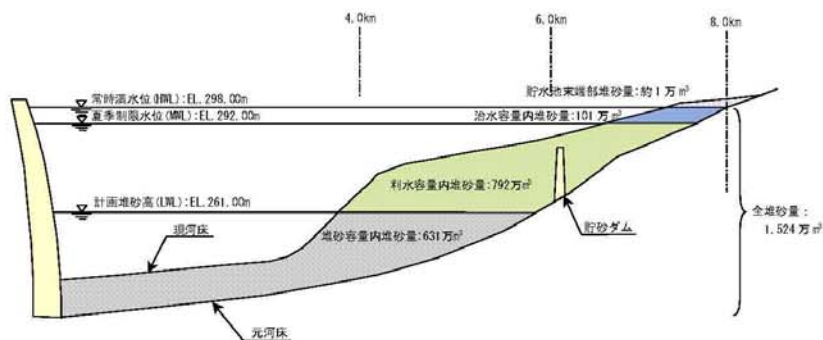 4.0km
6.0km
8.0km
常時満水位(HWL):EL.298.00m
貯水池末端部堆砂量:約1万m³
夏季制限水位(MWL):EL.292.00m
治水容量内堆砂量:101万m³
利水容量内堆砂量:792万m³
計画堆砂高(LWL):EL.261.00m
全堆砂量:
1.524万m³
現河床
堆砂容量内堆砂量:631万m³
貯砂ダム
元河床